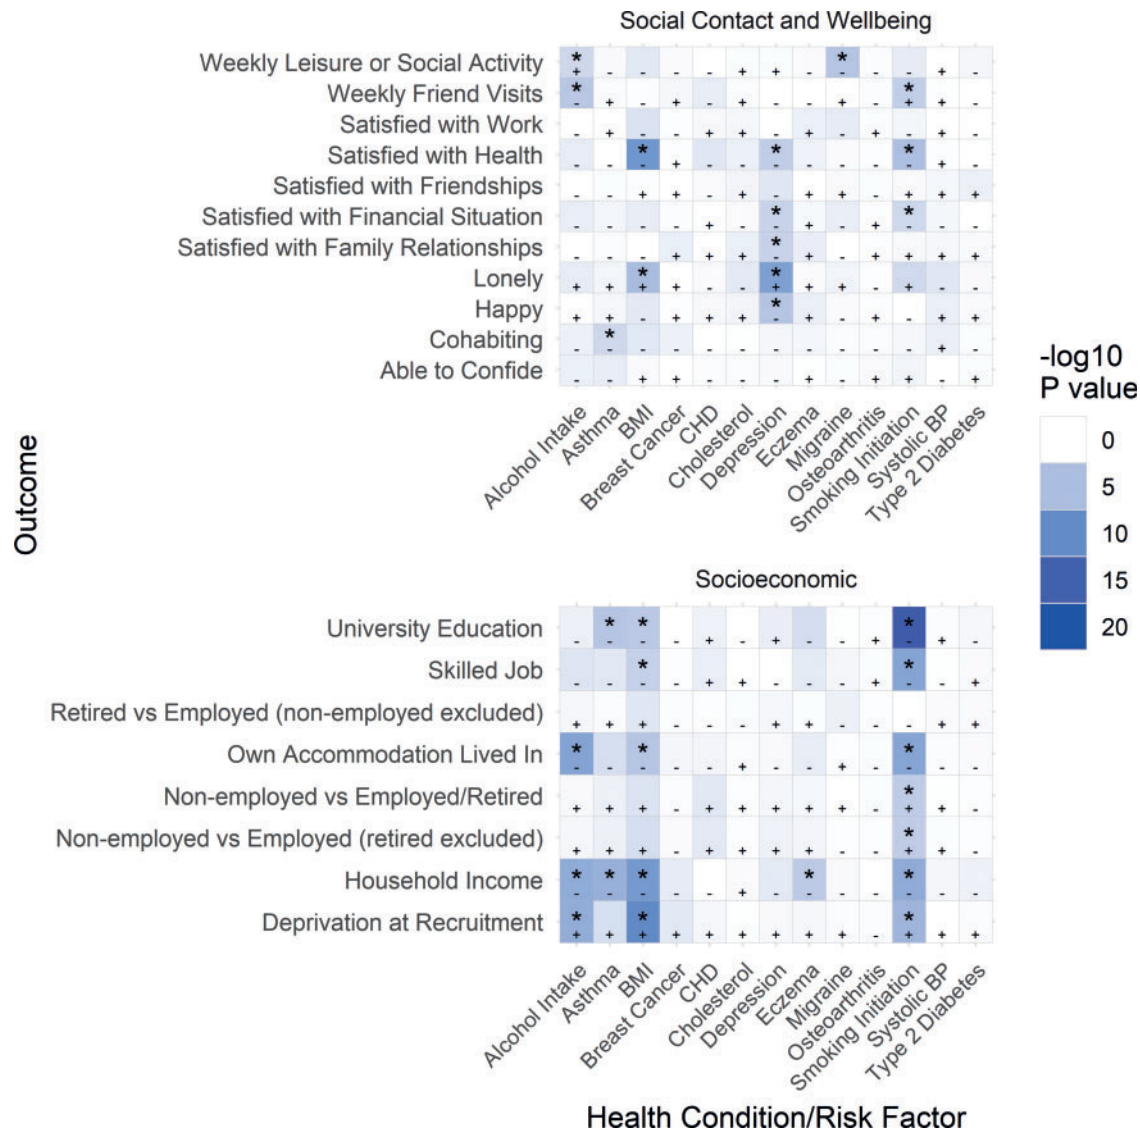 Social Contact and Wellbeing
Weekly Leisure or Social Activity
Weekly Friend Visits
Satisfied with Work
Satisfied with Health
Satisfied with Friendships
Satisfied with Financial Situation
Satisfied with Family Relationships
Lonely
Happy
Cohabiting
Able to Confide
Alcohol Intake
Asthma
BMI
Breast Cancer
CHD
Cholesterol
Depression
Eczema
Migraine
Osteoarthritis
Smoking Initiation
Systolic BP
Type 2 Diabetes
Outcome
-log10
P value
0
5
10
15
20
Socioeconomic
University Education
Skilled Job
Retired vs Employed (non-employed excluded)
Own Accommodation Lived In
Non-employed vs Employed/Retired
Non-employed vs Employed (retired excluded)
Household Income
Deprivation at Recruitment
Alcohol Intake
Asthma
BMI
Breast Cancer
CHD
Cholesterol
Depression
Eczema
Migraine
Osteoarthritis
Smoking Initiation
Systolic BP
Type 2 Diabetes
Health Condition/Risk Factor